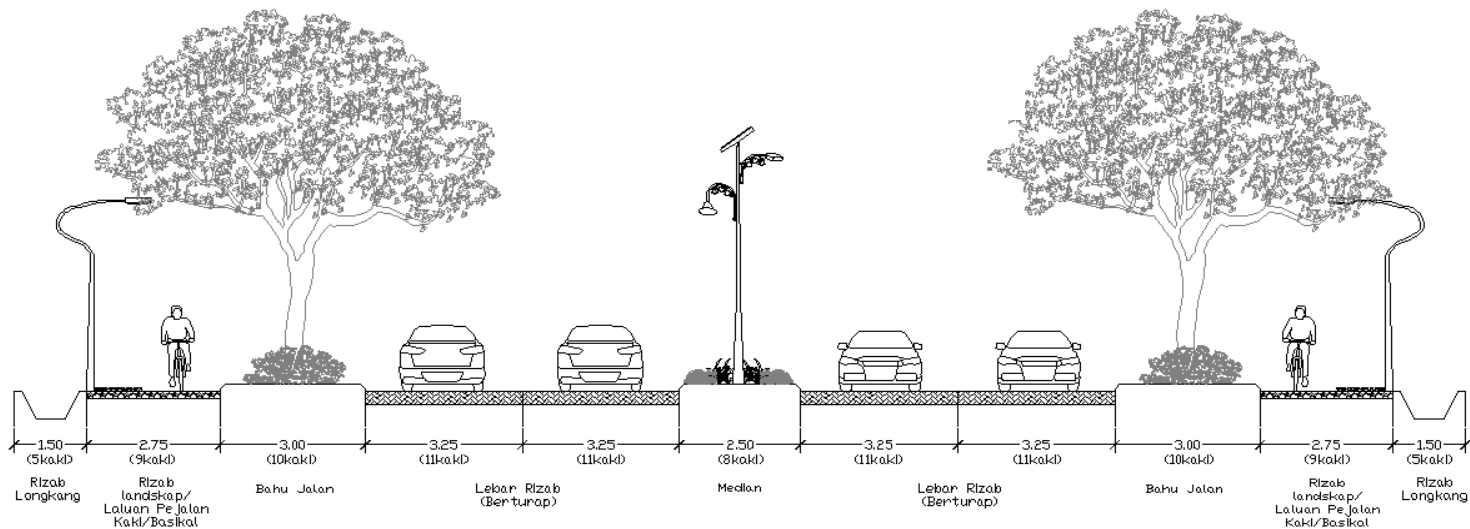 1.50 2.75 3.00 3.25 3.25 2.50 3.25 3.25 3.00 2.75 1.50
(5kaki) (9kaki) (10kaki) (11kaki) (11kaki) (8kaki) (11kaki) (11kaki) (10kaki) (9kaki) (5kaki)
Rizab
Longkang
Rizab
landskap/
Laluan Pejalan
Kaki/Basikal
Bahu Jalan
Lebar Rizab
(Berturap)
Median
Lebar Rizab
(Berturap)
Bahu Jalan
Rizab
landskap/
Laluan Pejalan
Kaki/Basikal
Rizab
Longkang